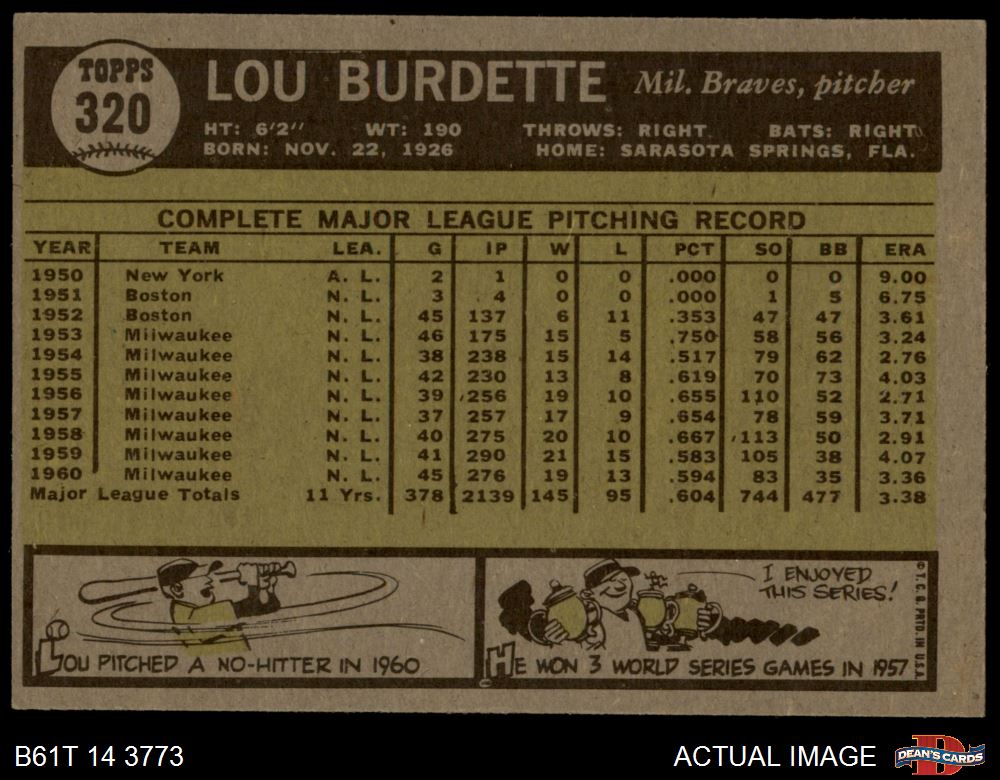 TOPPS
320
LOU BURDETTE Mil. Braves, pitcher
HT: 6'2" WT: 190 THROWS: RIGHT BATS: RIGHT
BORN: NOV. 22, 1926 HOME: SARASOTA SPRINGS, FLA.
COMPLETE MAJOR LEAGUE PITCHING RECORD
YEAR TEAM LEA. G IP W L PCT SO BB ERA
1950 New York A. L. 2 1 0 0 .000 0 0 9.00
1951 Boston N. L. 3 4 0 0 .000 1 5 6.75
1952 Boston N. L. 45 137 6 11 .353 47 47 3.61
1953 Milwaukee N. L. 46 175 15 5 .750 58 56 3.24
1954 Milwaukee N. L. 38 238 15 14 .517 79 62 2.76
1955 Milwaukee N. L. 42 230 13 8 .619 70 73 4.03
1956 Milwaukee N. L. 39 256 19 10 .655 110 52 2.71
1957 Milwaukee N. L. 37 257 17 9 .654 78 59 3.71
1958 Milwaukee N. L. 40 275 20 10 .667 113 50 2.91
1959 Milwaukee N. L. 41 290 21 15 .583 105 38 4.07
1960 Milwaukee N. L. 45 276 19 13 .594 83 35 3.36
Major League Totals 11 Yrs. 378 2139 145 95 .604 744 477 3.38
LOU PITCHED A NO-HITTER IN 1960
I ENJOYED
THIS SERIES!
HE WON 3 WORLD SERIES GAMES IN 1957
© T. C. G. PRTD. IN U.S.A.
B61T 14 3773 ACTUAL IMAGE
DEAN'S CARDS